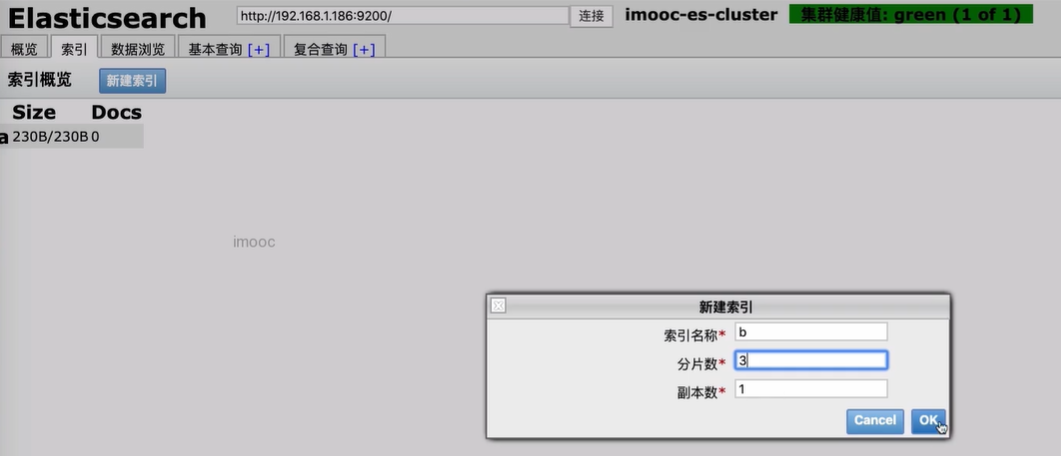 Elasticsearch http://192.168.1.186:9200/ 连接 imooc-es-cluster 集群健康值: green (1 of 1)
概览 索引 数据浏览 基本查询 [+] 复合查询 [+]
索引概览 新建索引
Size Docs
a 230B/230B 0
imooc
新建索引
索引名称* b
分片数* 3
副本数* 1
Cancel OK